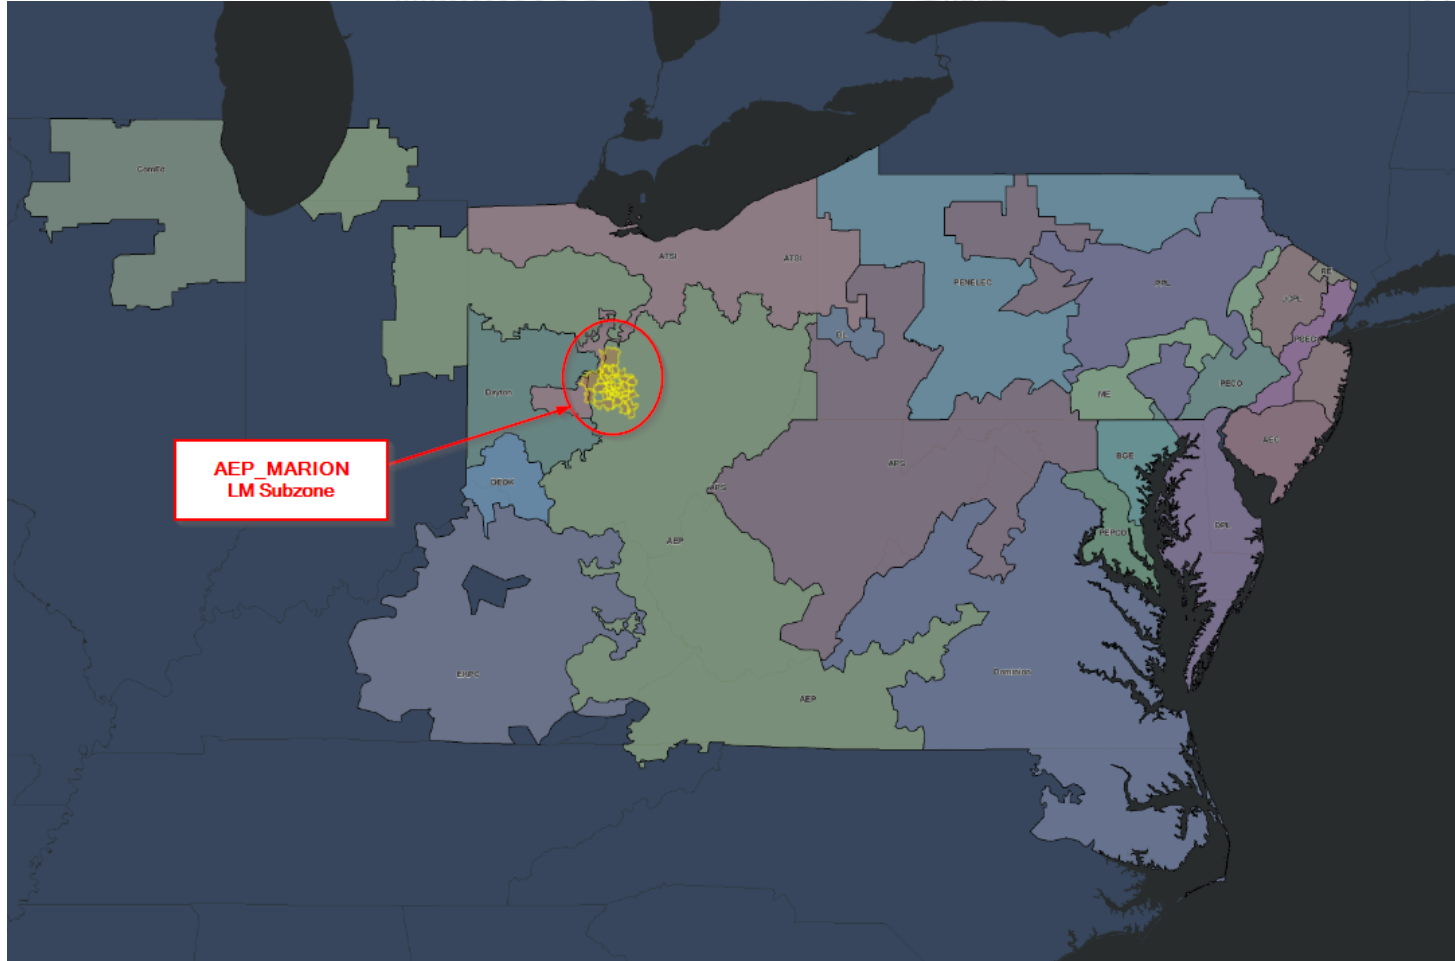 ComEd
ATSI
ATSI
PENELEC
PPL
RE
JCPL
DL
PSEG
Dayton
ME
PECO
AEC
BGE
APS
AEP_MARION
LM Subzone
DEOK
APS
DPL
PEPCO
AEP
EKPC
Dominion
AEP